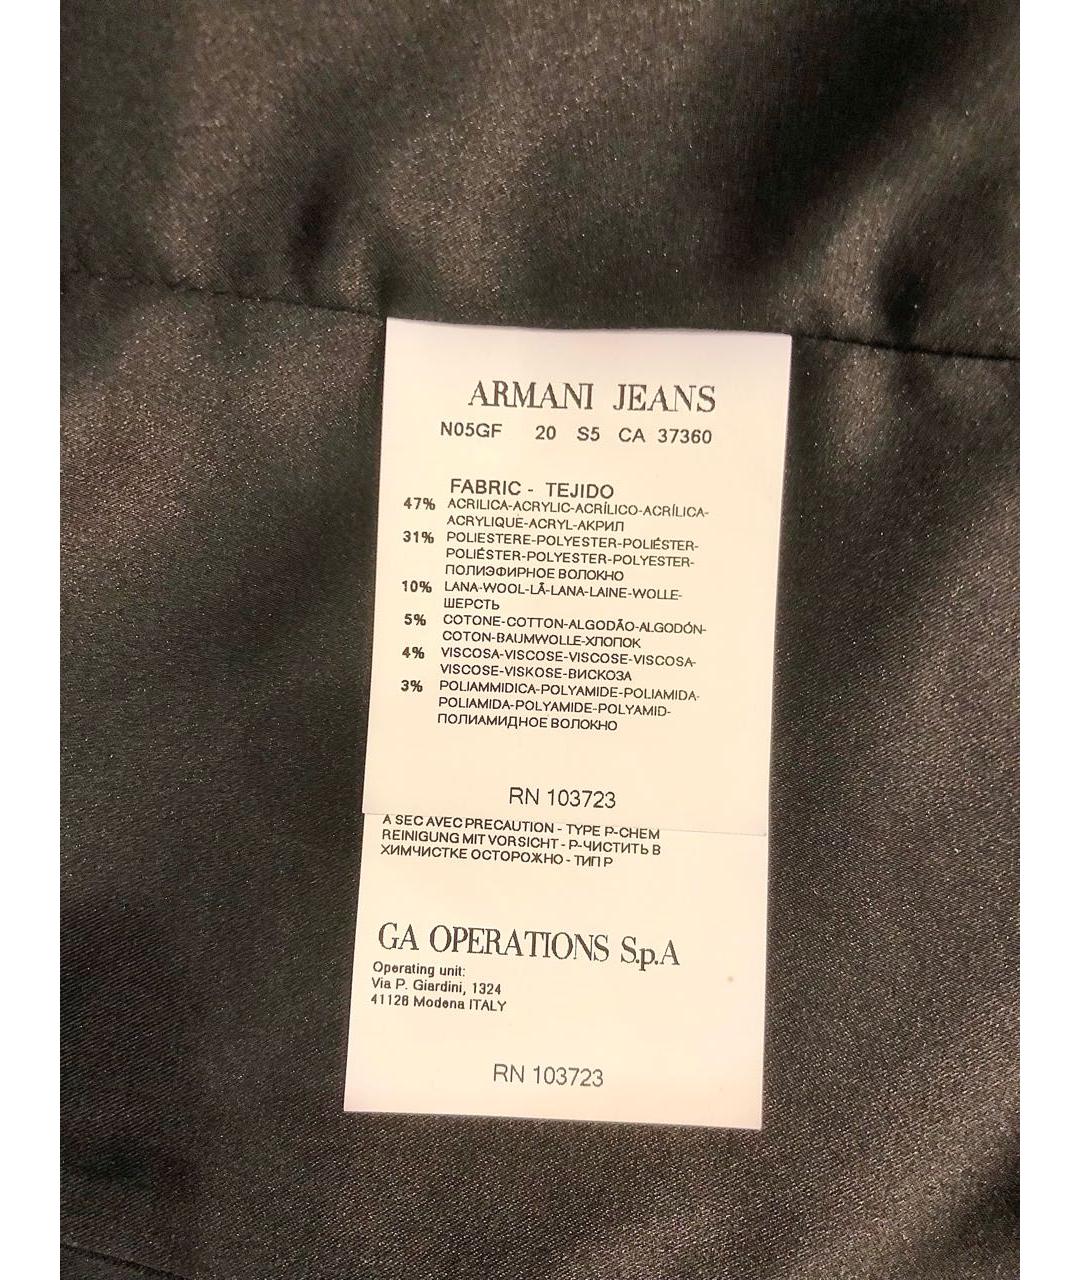 ARMANI JEANS
N05GF 20 S5 CA 37360
FABRIC - TEJIDO
47% ACRILICA-ACRYLIC-ACRÍLICO-ACRÍLICA-
ACRYLIQUE-ACRYL-АКРИЛ
31% POLIESTERE-POLYESTER-POLIÉSTER-
POLIÉSTER-POLYESTER-POLYESTER-
ПОЛИЭФИРНОЕ ВОЛОКНО
10% LANA-WOOL-LÃ-LANA-LAINE-WOLLE-
ШЕРСТЬ
5% COTONE-COTTON-ALGODÃO-ALGODÓN-
COTON-BAUMWOLLE-ХЛОПОК
4% VISCOSA-VISCOSE-VISCOSE-VISCOSA-
VISCOSE-VISKOSE-ВИСКОЗА
3% POLIAMMIDICA-POLYAMIDE-POLIAMIDA-
POLIAMIDA-POLYAMIDE-POLYAMID-
ПОЛИАМИДНОЕ ВОЛОКНО
RN 103723
A SEC AVEC PRECAUTION - TYPE P-CHEM
REINIGUNG MIT VORSICHT - P-ЧИСТИТЬ В
ХИМЧИСТКЕ ОСТОРОЖНО - ТИП P
GA OPERATIONS S.p.A
Operating unit:
Via P. Giardini, 1324
41126 Modena ITALY
RN 103723